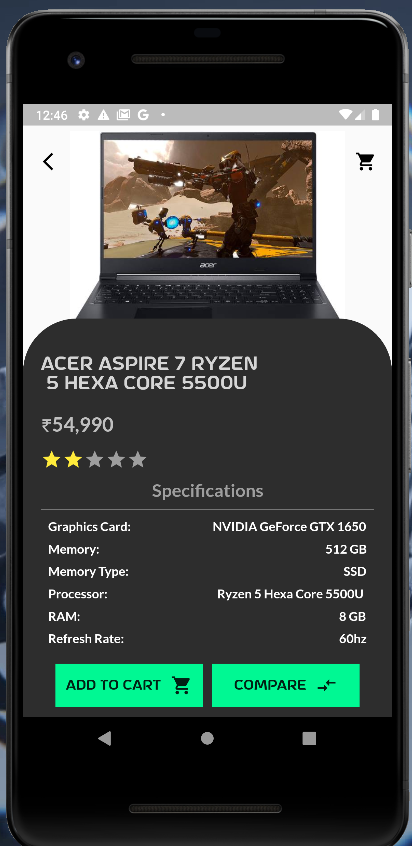 12:46 G
acer
ACER ASPIRE 7 RYZEN
5 HEXA CORE 5500U
₹54,990
Specifications
Graphics Card: NVIDIA GeForce GTX 1650
Memory: 512 GB
Memory Type: SSD
Processor: Ryzen 5 Hexa Core 5500U
RAM: 8 GB
Refresh Rate: 60hz
ADD TO CART COMPARE